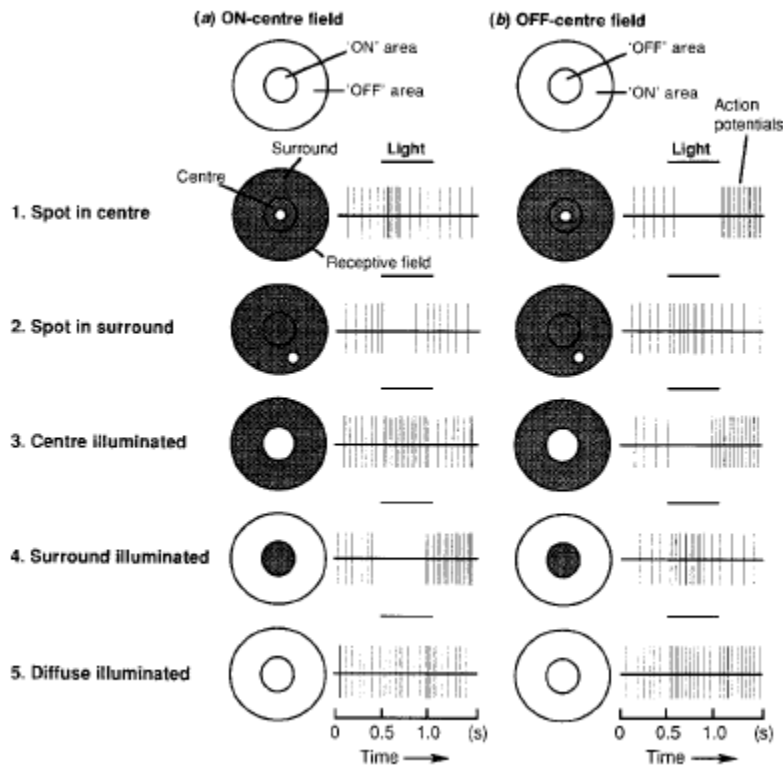 (a) ON-centre field
(b) OFF-centre field
'ON' area
'OFF' area
'OFF' area
'ON' area
Action
potentials
Surround
Light
Light
Centre
1. Spot in centre
Receptive field
2. Spot in surround
3. Centre illuminated
4. Surround illuminated
5. Diffuse illuminated
0 0.5 1.0 (s)
0 0.5 1.0 (s)
Time
Time